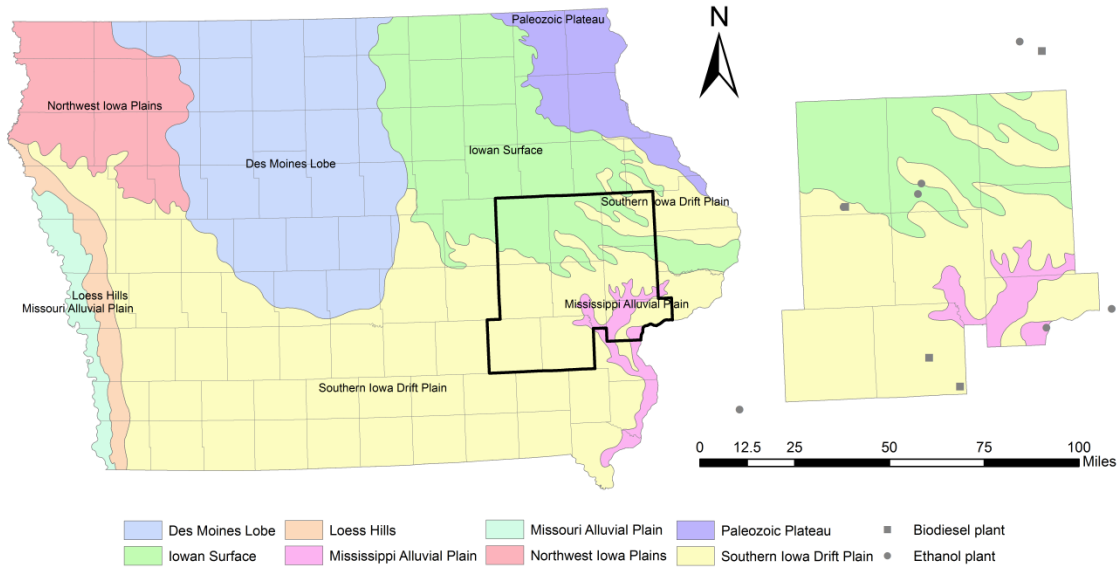 Paleozoic Plateau
N
Northwest Iowa Plains
Iowan Surface
Des Moines Lobe
Southern Iowa Drift Plain
Loess Hills
Missouri Alluvial Plain
Mississippi Alluvial Plain
Southern Iowa Drift Plain
0 12.5 25 50 75 100
Miles
Des Moines Lobe Loess Hills Missouri Alluvial Plain Paleozoic Plateau Biodiesel plant
Iowan Surface Mississippi Alluvial Plain Northwest Iowa Plains Southern Iowa Drift Plain Ethanol plant